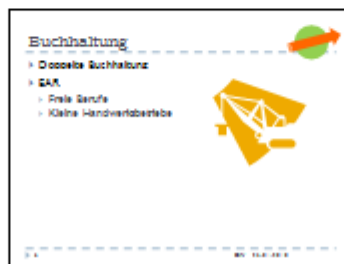 Buchhaltung
Doppelte Buchhaltung
EAR
Freie Berufe
Kleine Handwerksbetriebe